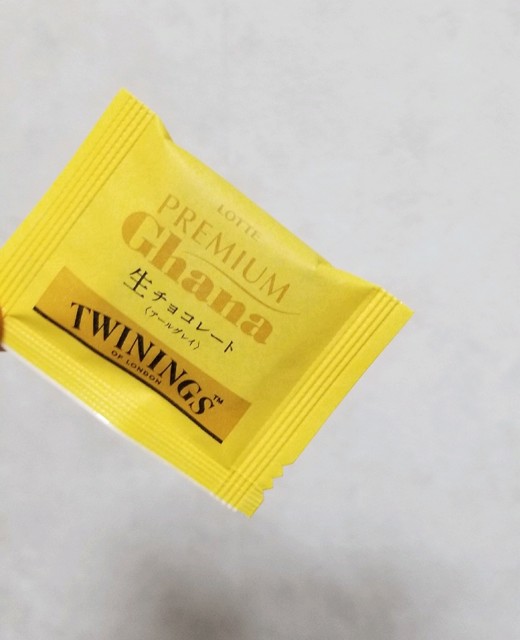 LOTTE
PREMIUM
Ghana
生チョコレート
〈アールグレイ〉
TWININGS™
OF LONDON